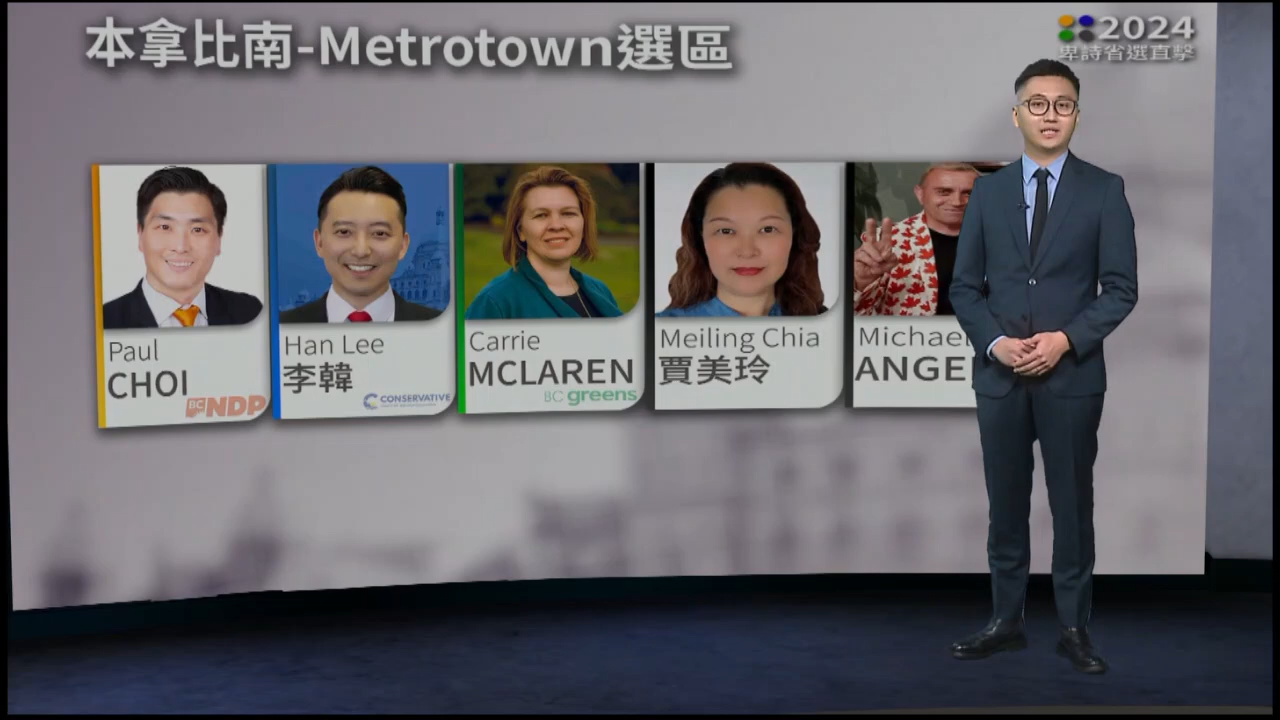 本拿比南-Metrotown選區
2024
卑詩省選直擊
Paul
CHOI
BC NDP
Han Lee
李韓
CONSERVATIVE
Carrie
MCLAREN
BC greens
Meiling Chia
賈美玲
Michael